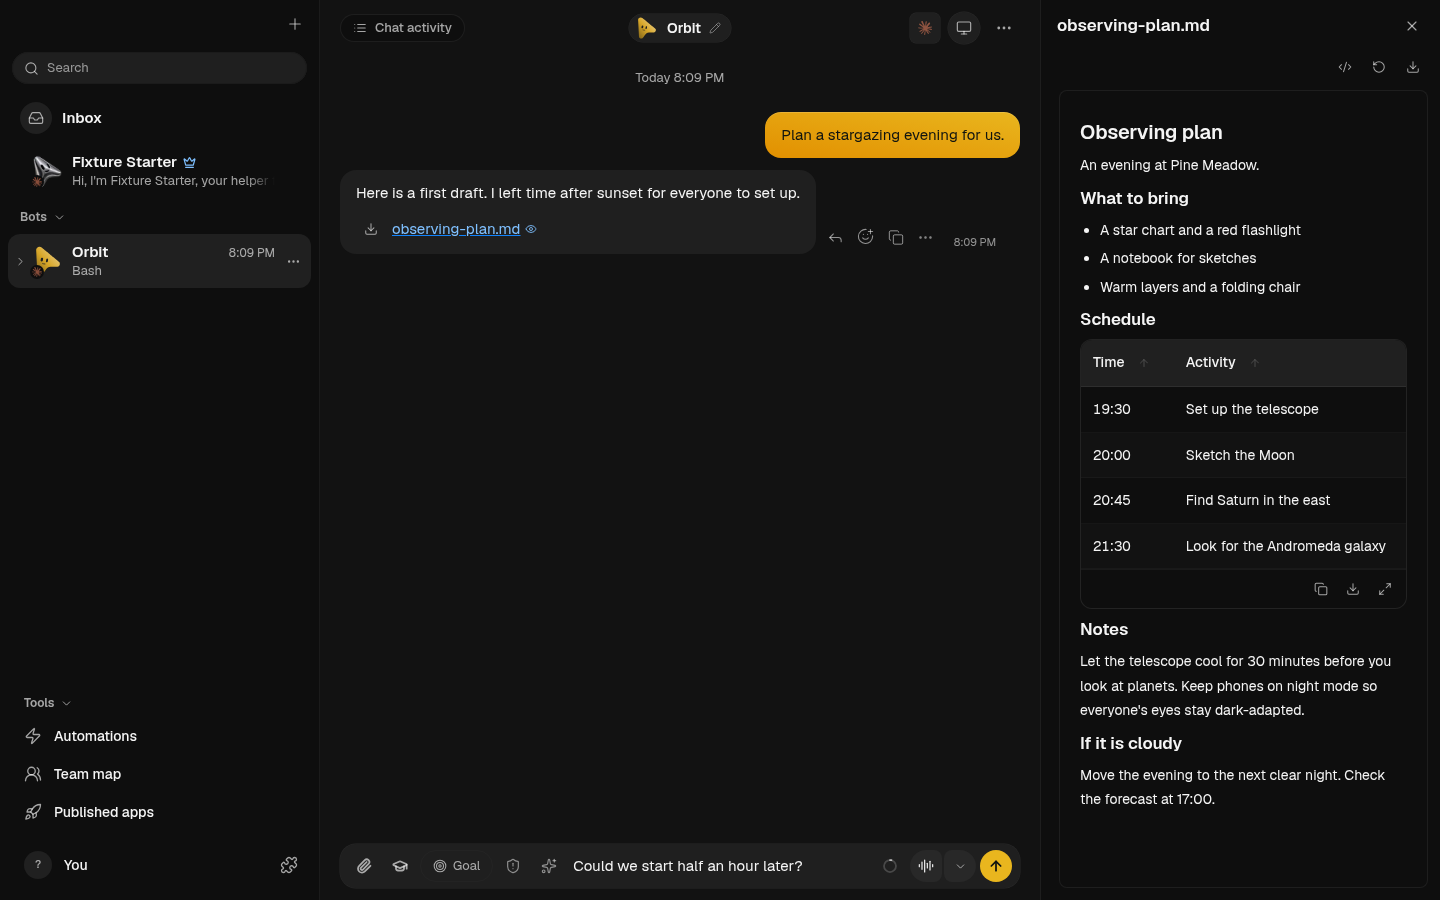 Search
Inbox
Fixture Starter
Hi, I'm Fixture Starter, your helper
Bots
Orbit
8:09 PM
Bash
Tools
Automations
Team map
Published apps
?
You
Chat activity
Orbit
Today 8:09 PM
Plan a stargazing evening for us.
Here is a first draft. I left time after sunset for everyone to set up.
observing-plan.md
8:09 PM
Goal
Could we start half an hour later?
observing-plan.md
Observing plan
An evening at Pine Meadow.
What to bring
A star chart and a red flashlight
A notebook for sketches
Warm layers and a folding chair
Schedule
Time Activity
19:30 Set up the telescope
20:00 Sketch the Moon
20:45 Find Saturn in the east
21:30 Look for the Andromeda galaxy
Notes
Let the telescope cool for 30 minutes before you
look at planets. Keep phones on night mode so
everyone's eyes stay dark-adapted.
If it is cloudy
Move the evening to the next clear night. Check
the forecast at 17:00.